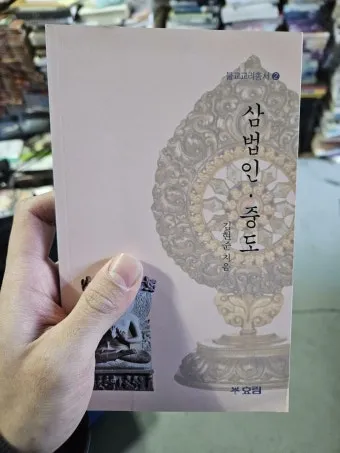 불교교리총서 ②
삼법인·중도
김현준 지음
효림